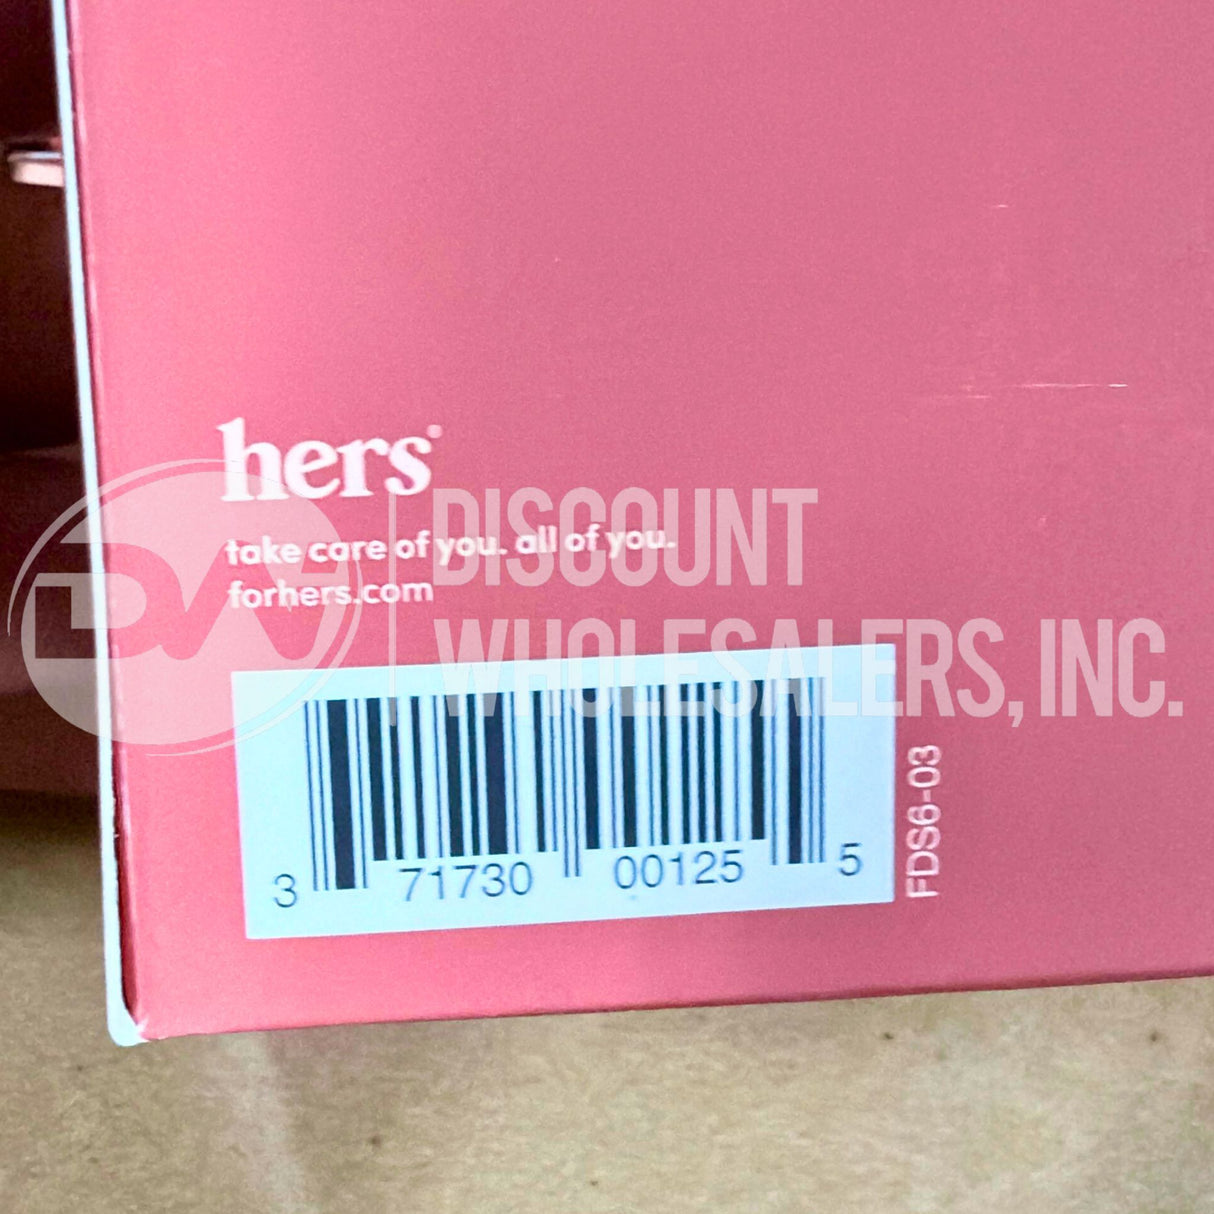 hers®
take care of you. all of you.
forhers.com
DISCOUNT
WHOLESALERS, INC.
DW
3 71730 00125 5
FDS6-03